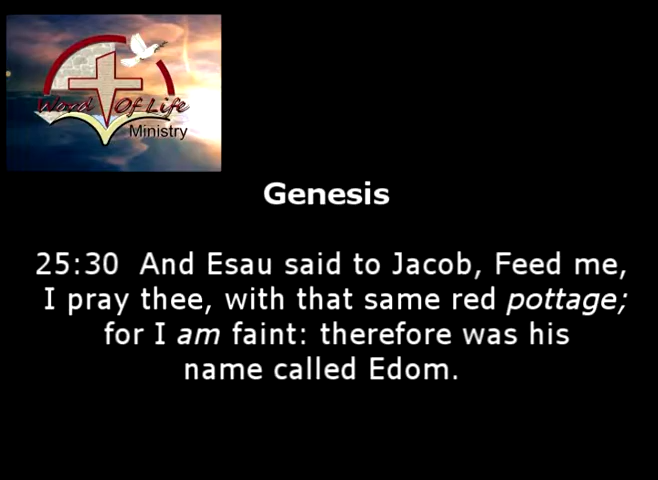 Word Of Life
Ministry
Genesis
25:30 And Esau said to Jacob, Feed me,
I pray thee, with that same red pottage;
for I am faint: therefore was his
name called Edom.